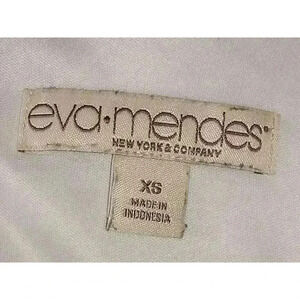 eva·mendes®
NEW YORK & COMPANY
XS
MADE IN
INDONESIA